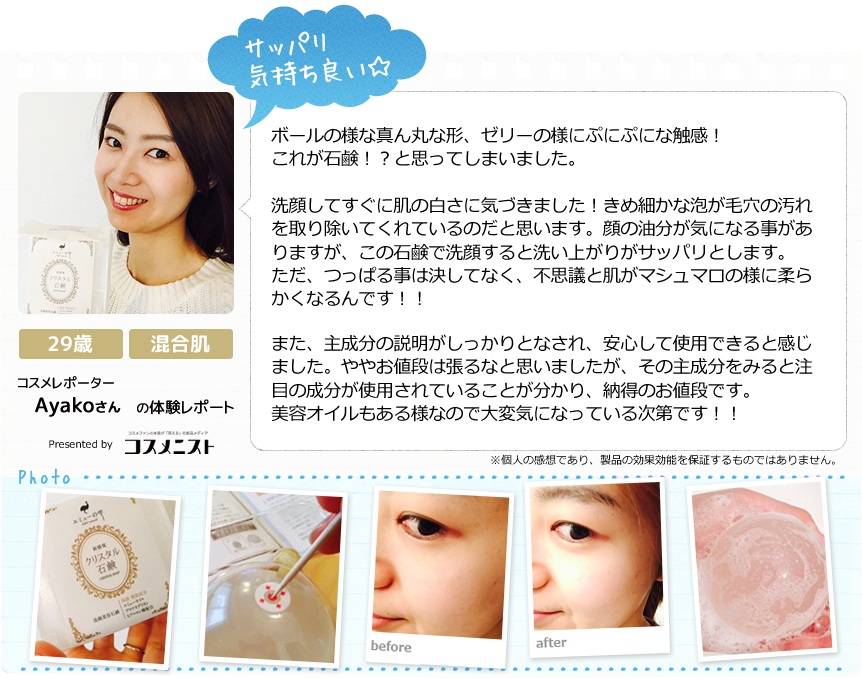 サッパリ
気持ち良い☆
ボールの様な真ん丸な形、ゼリーの様にぷにぷにな触感！
これが石鹸！？と思ってしまいました。
洗顔してすぐに肌の白さに気づきました！きめ細かな泡が毛穴の汚れ
を取り除いてくれているのだと思います。顔の油分が気になる事があ
りますが、この石鹸で洗顔すると洗い上がりがサッパリとします。
ただ、つっぱる事は決してなく、不思議と肌がマシュマロの様に柔ら
かくなるんです！！
また、主成分の説明がしっかりとなされ、安心して使用できると感じ
ました。ややお値段は張るなと思いましたが、その主成分をみると注
目の成分が使用されていることが分かり、納得のお値段です。
美容オイルもある様なので大変気になっている次第です！！
クリスタル
石鹸
29歳
混合肌
コスメレポーター
Ayakoさん の体験レポート
Presented by コスメニスト
※個人の感想であり、製品の効果効能を保証するものではありません。
Photo
エミューの雫
クリスタル
石鹸
before
after